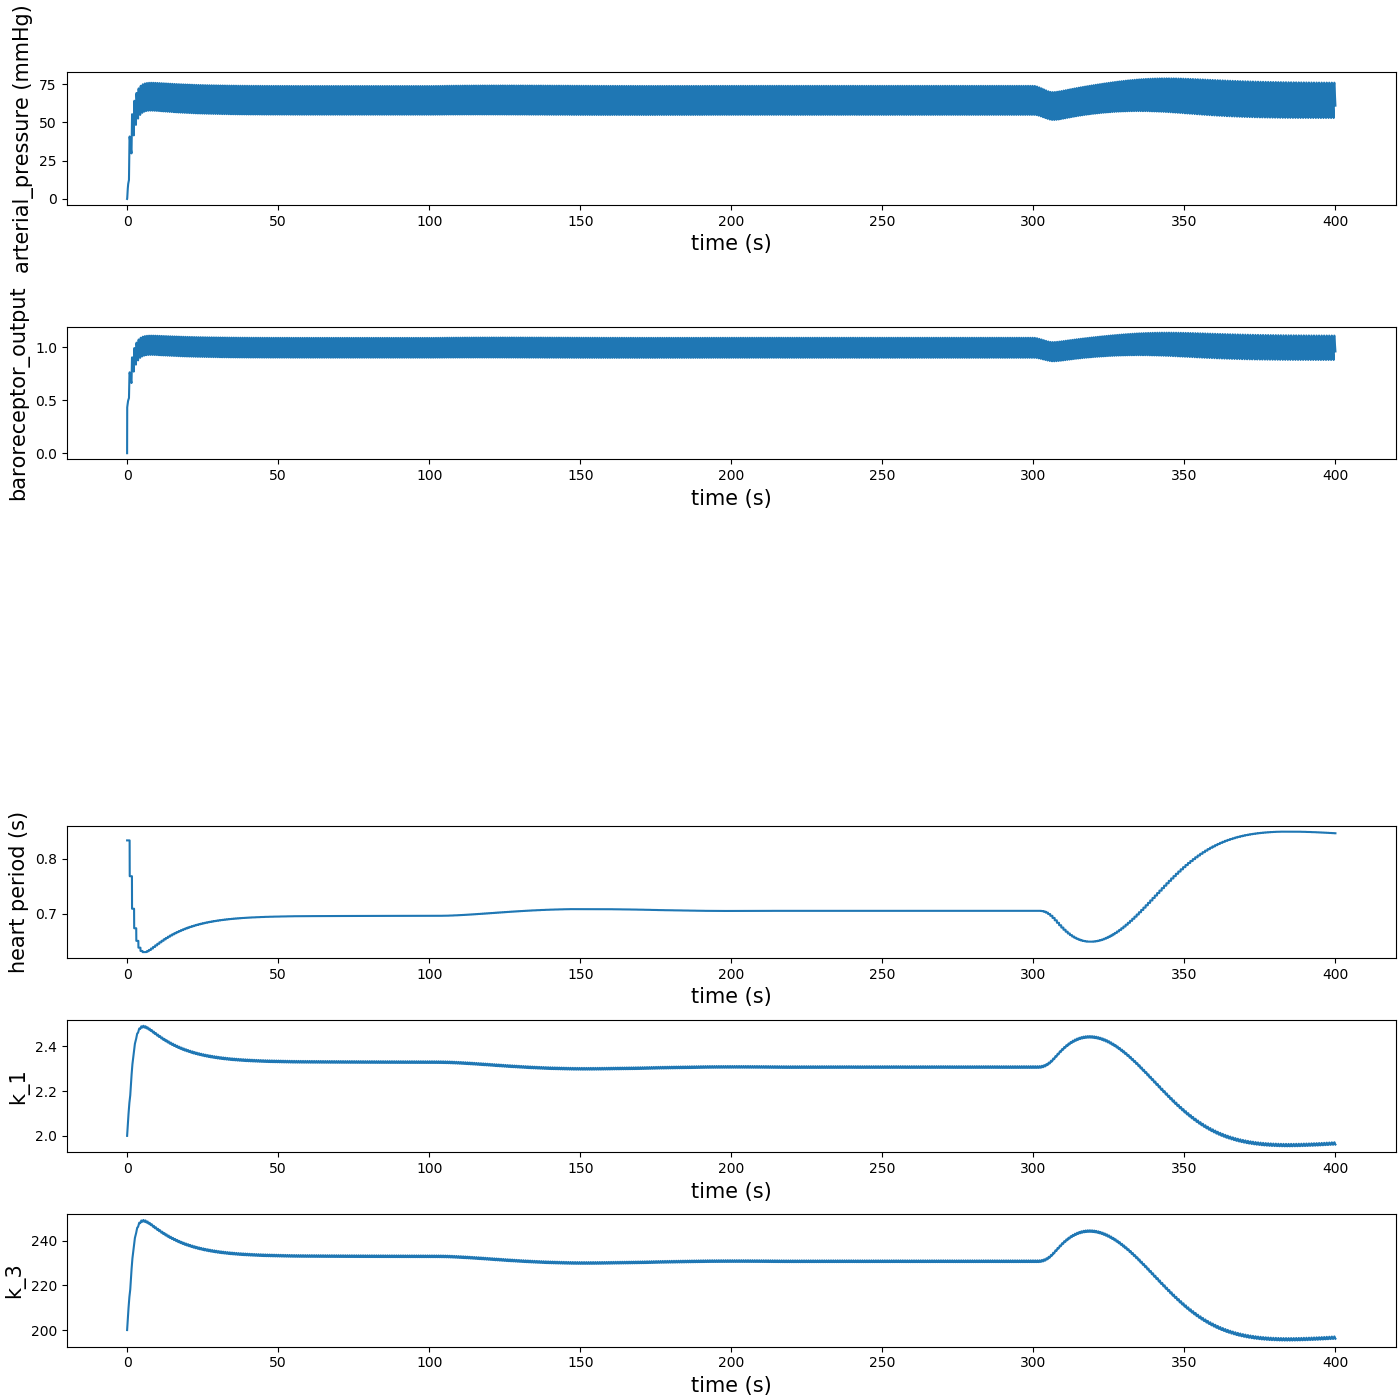 arterial_pressure (mmHg)
75
50
25
0
0 50 100 150 200 250 300 350 400
time (s)
baroreceptor_output
1.0
0.5
0.0
0 50 100 150 200 250 300 350 400
time (s)
heart period (s)
0.8
0.7
0 50 100 150 200 250 300 350 400
time (s)
k_1
2.4
2.2
2.0
0 50 100 150 200 250 300 350 400
time (s)
k_3
240
220
200
0 50 100 150 200 250 300 350 400
time (s)